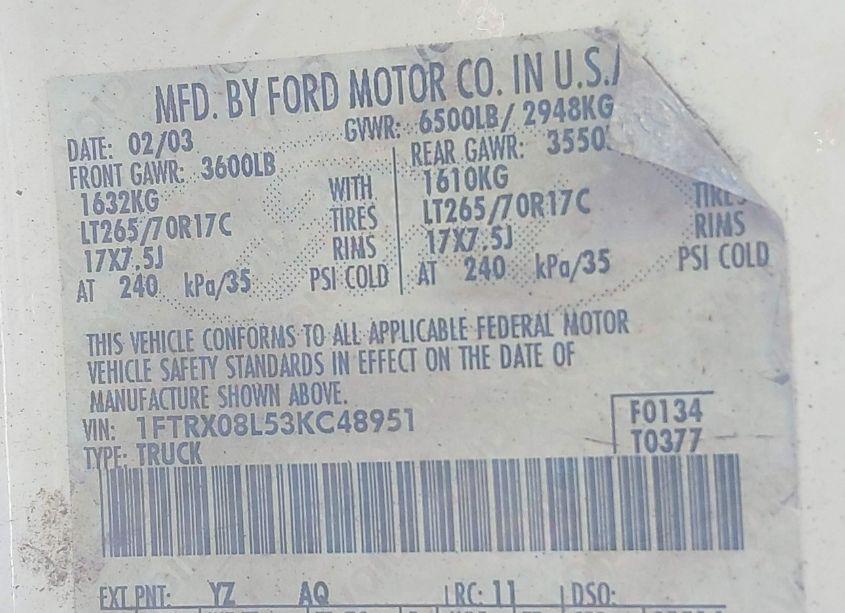 MFD. BY FORD MOTOR CO. IN U.S.
DATE: 02/03 GVWR: 6500LB/ 2948KG
FRONT GAWR: 3600LB REAR GAWR: 3550
1632KG WITH 1610KG
LT265/70R17C TIRES LT265/70R17C TIRES
17X7.5J RIMS 17X7.5J RIMS
AT 240 kPa/35 PSI COLD AT 240 kPa/35 PSI COLD
THIS VEHICLE CONFORMS TO ALL APPLICABLE FEDERAL MOTOR
VEHICLE SAFETY STANDARDS IN EFFECT ON THE DATE OF
MANUFACTURE SHOWN ABOVE.
VIN: 1FTRX08L53KC48951 F0134
TYPE: TRUCK T0377
EXT PNT: YZ AQ RC: 11 DSO: